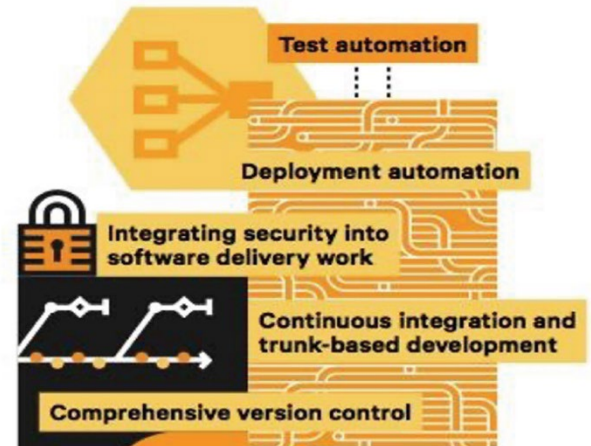 Test automation
Deployment automation
Integrating security into
software delivery work
Continuous integration and
trunk-based development
Comprehensive version control